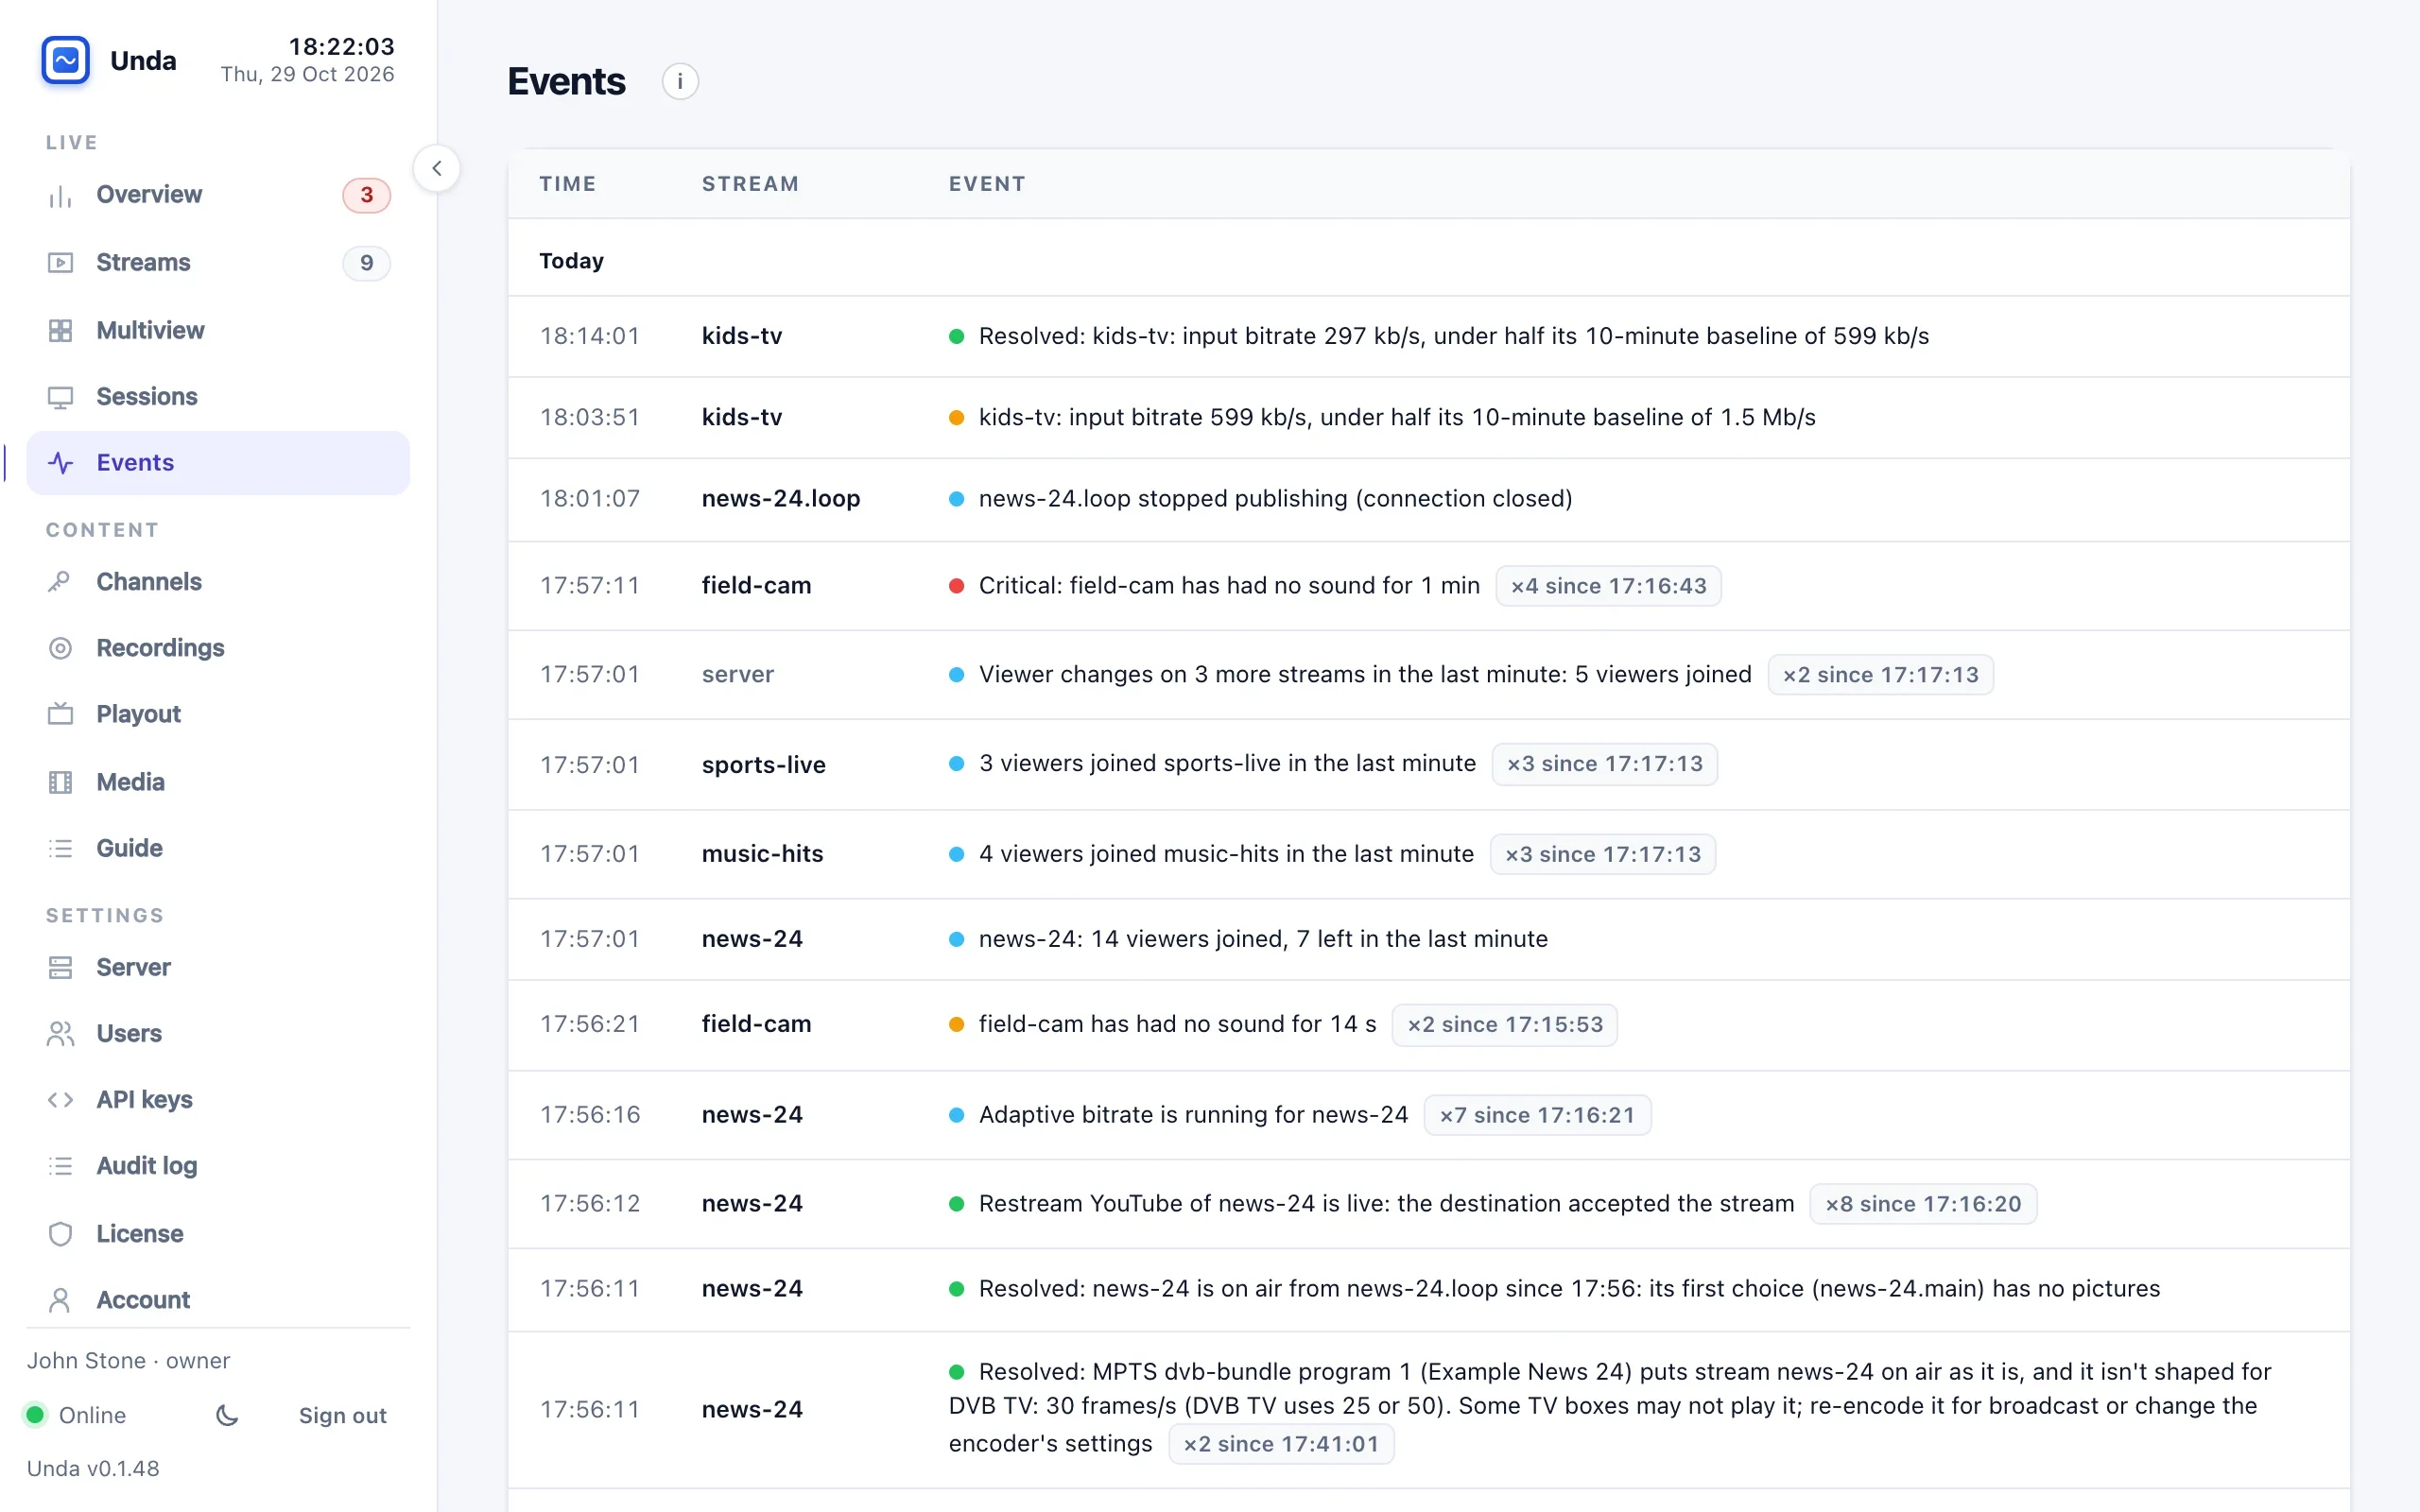 Unda
18:22:03
Thu, 29 Oct 2026
LIVE
Overview 3
Streams 9
Multiview
Sessions
Events
CONTENT
Channels
Recordings
Playout
Media
Guide
SETTINGS
Server
Users
API keys
Audit log
License
Account
John Stone · owner
Online
Sign out
Unda v0.1.48
Events i
TIME STREAM EVENT
Today
18:14:01 kids-tv Resolved: kids-tv: input bitrate 297 kb/s, under half its 10-minute baseline of 599 kb/s
18:03:51 kids-tv kids-tv: input bitrate 599 kb/s, under half its 10-minute baseline of 1.5 Mb/s
18:01:07 news-24.loop news-24.loop stopped publishing (connection closed)
17:57:11 field-cam Critical: field-cam has had no sound for 1 min ×4 since 17:16:43
17:57:01 server Viewer changes on 3 more streams in the last minute: 5 viewers joined ×2 since 17:17:13
17:57:01 sports-live 3 viewers joined sports-live in the last minute ×3 since 17:17:13
17:57:01 music-hits 4 viewers joined music-hits in the last minute ×3 since 17:17:13
17:57:01 news-24 news-24: 14 viewers joined, 7 left in the last minute
17:56:21 field-cam field-cam has had no sound for 14 s ×2 since 17:15:53
17:56:16 news-24 Adaptive bitrate is running for news-24 ×7 since 17:16:21
17:56:12 news-24 Restream YouTube of news-24 is live: the destination accepted the stream ×8 since 17:16:20
17:56:11 news-24 Resolved: news-24 is on air from news-24.loop since 17:56: its first choice (news-24.main) has no pictures
17:56:11 news-24 Resolved: MPTS dvb-bundle program 1 (Example News 24) puts stream news-24 on air as it is, and it isn't shaped for
DVB TV: 30 frames/s (DVB TV uses 25 or 50). Some TV boxes may not play it; re-encode it for broadcast or change the
encoder's settings ×2 since 17:41:01